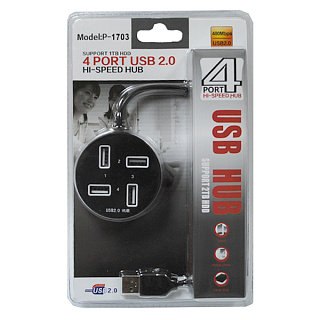 Model:P-1703
480Mbps
USB2.0
SUPPORT 1TB HDD
4 PORT USB 2.0
HI-SPEED HUB
4
PORT
HI-SPEED HUB
USB HUB
SUPPORT 2TB HDD
2
1 3
4
USB2.0 HUB
USB 2.0